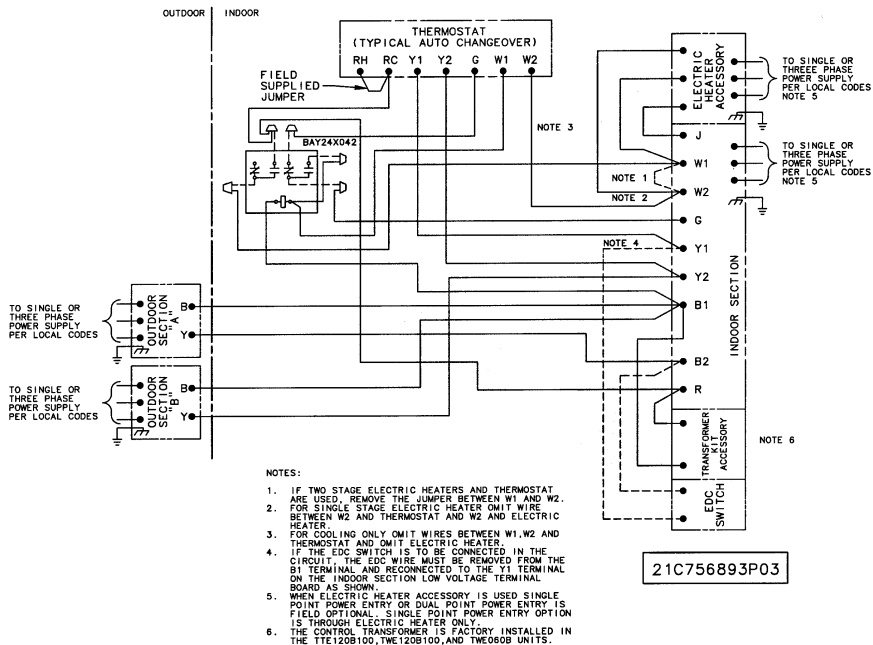 OUTDOOR
INDOOR
THERMOSTAT
(TYPICAL AUTO CHANGEOVER)
RH RC Y1 Y2 G W1 W2
FIELD
SUPPLIED
JUMPER
BAY24X042
NOTE 3
ELECTRIC
HEATER
ACCESSORY
TO SINGLE OR
THREEE PHASE
POWER SUPPLY
PER LOCAL CODES
NOTE 5
J
W1
NOTE 1
W2
NOTE 2
G
NOTE 4
Y1
Y2
B1
B2
R
TO SINGLE OR
THREE PHASE
POWER SUPPLY
PER LOCAL CODES
NOTE 5
INDOOR SECTION
TRANSFORMER
KIT
ACCESSORY
NOTE 6
EDC
SWITCH
TO SINGLE OR
THREE PHASE
POWER SUPPLY
PER LOCAL CODES
OUTDOOR
SECTION
"A"
B
Y
TO SINGLE OR
THREE PHASE
POWER SUPPLY
PER LOCAL CODES
OUTDOOR
SECTION
"B"
B
Y
NOTES:
1. IF TWO STAGE ELECTRIC HEATERS AND THERMOSTAT
ARE USED, REMOVE THE JUMPER BETWEEN W1 AND W2.
2. FOR SINGLE STAGE ELECTRIC HEATER OMIT WIRE
BETWEEN W2 AND THERMOSTAT AND W2 AND ELECTRIC
HEATER.
3. FOR COOLING ONLY OMIT WIRES BETWEEN W1,W2 AND
THERMOSTAT AND OMIT ELECTRIC HEATER.
4. IF THE EDC SWITCH IS TO BE CONNECTED IN THE
CIRCUIT, THE EDC WIRE MUST BE REMOVED FROM THE
B1 TERMINAL AND RECONNECTED TO THE Y1 TERMINAL
ON THE INDOOR SECTION LOW VOLTAGE TERMINAL
BOARD AS SHOWN.
5. WHEN ELECTRIC HEATER ACCESSORY IS USED SINGLE
POINT POWER ENTRY OR DUAL POINT POWER ENTRY IS
FIELD OPTIONAL. SINGLE POINT POWER ENTRY OPTION
IS THROUGH ELECTRIC HEATER ONLY.
6. THE CONTROL TRANSFORMER IS FACTORY INSTALLED IN
THE TTE120B100,TWE120B100,AND TWE060B UNITS.
21C756893P03